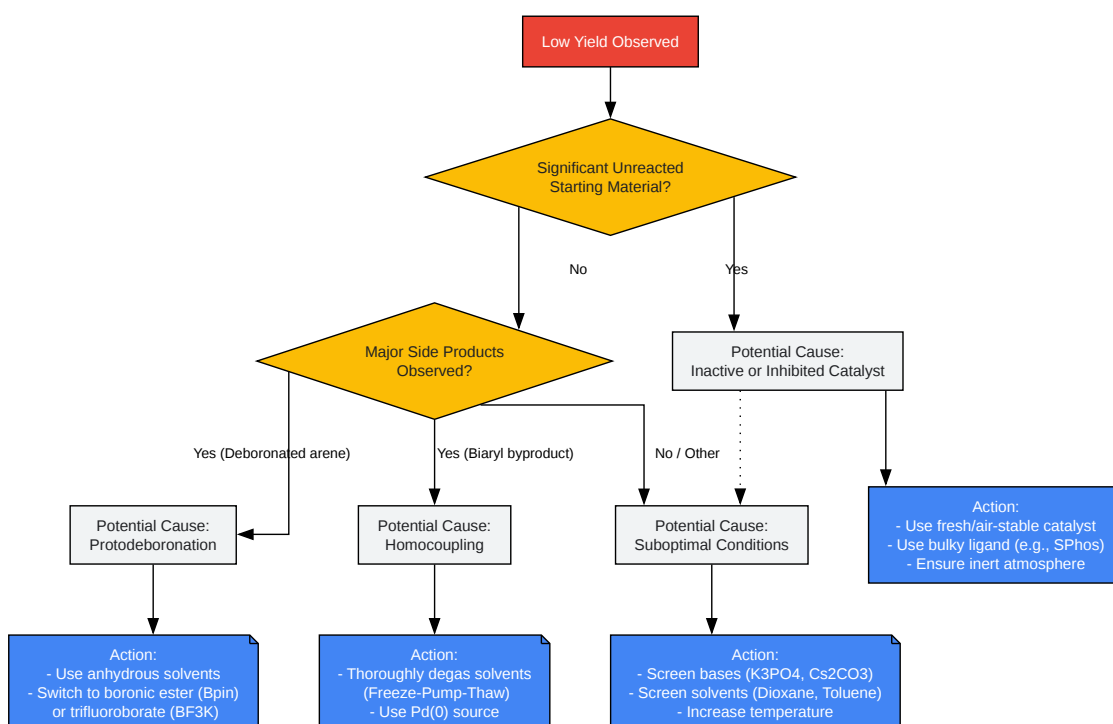 Low Yield Observed
Significant Unreacted
Starting Material?
No
Yes
Major Side Products
Observed?
Potential Cause:
Inactive or Inhibited Catalyst
Yes (Deboronated arene)
Yes (Biaryl byproduct)
No / Other
Potential Cause:
Protodeboronation
Potential Cause:
Homocoupling
Potential Cause:
Suboptimal Conditions
Action:
- Use fresh/air-stable catalyst
- Use bulky ligand (e.g., SPhos)
- Ensure inert atmosphere
Action:
- Use anhydrous solvents
- Switch to boronic ester (Bpin)
or trifluoroborate (BF3K)
Action:
- Thoroughly degas solvents
(Freeze-Pump-Thaw)
- Use Pd(0) source
Action:
- Screen bases (K3PO4, Cs2CO3)
- Screen solvents (Dioxane, Toluene)
- Increase temperature